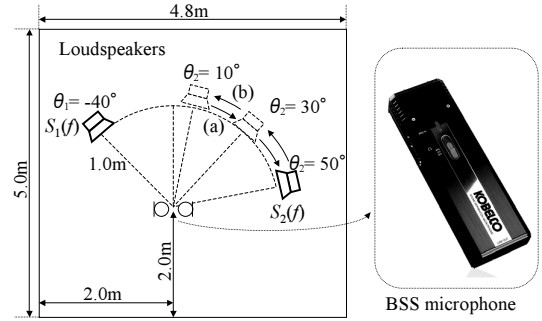 4.8m
Loudspeakers
θ₂= 10°
θ₁= -40°
(b)
θ₂= 30°
S₁(f)
(a)
1.0m
θ₂= 50°
5.0m
S₂(f)
KOBELCO
2.0m
2.0m
BSS microphone